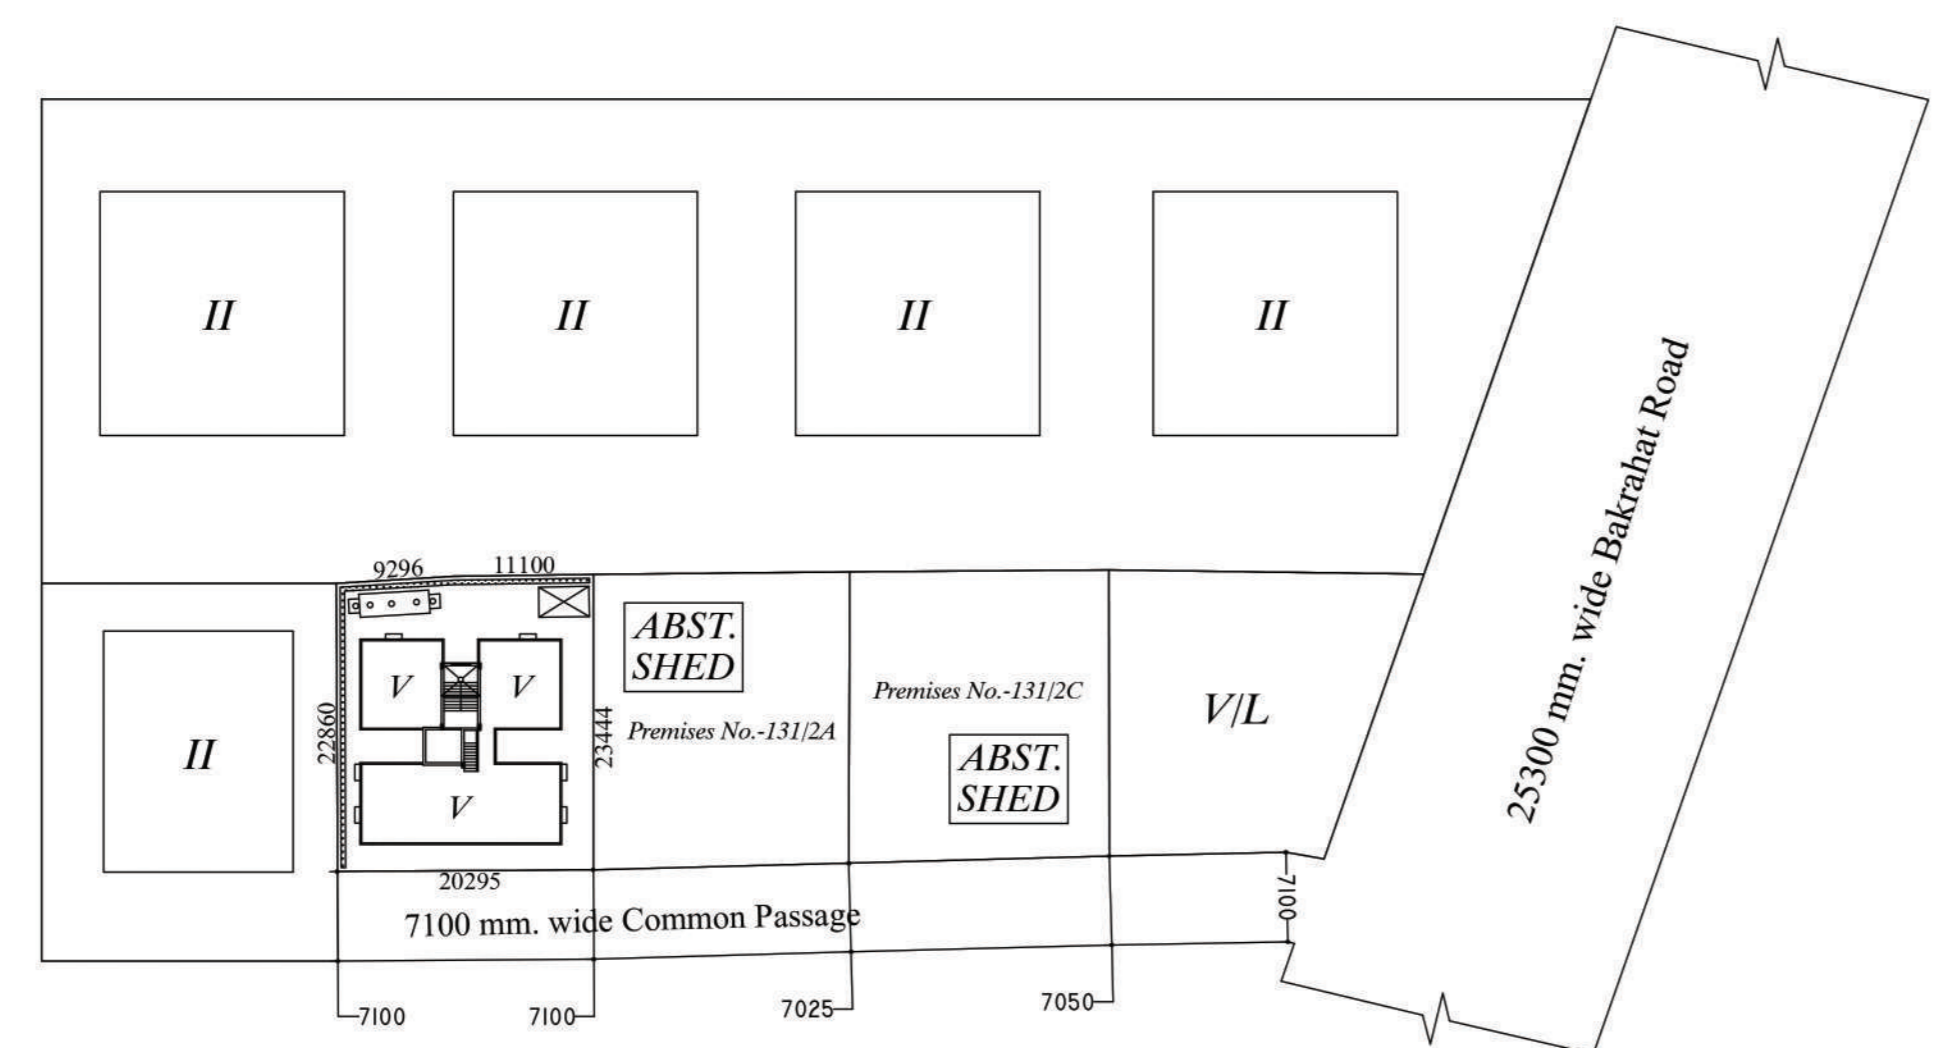 II
II
II
II
25300 mm. wide Bakrahat Road
9296
11100
ABST.
SHED
Premises No.-131/2A
Premises No.-131/2C
ABST.
SHED
V/L
II
22860
V
V
V
23444
20295
7100 mm. wide Common Passage
7100
7100
7100
7025
7050